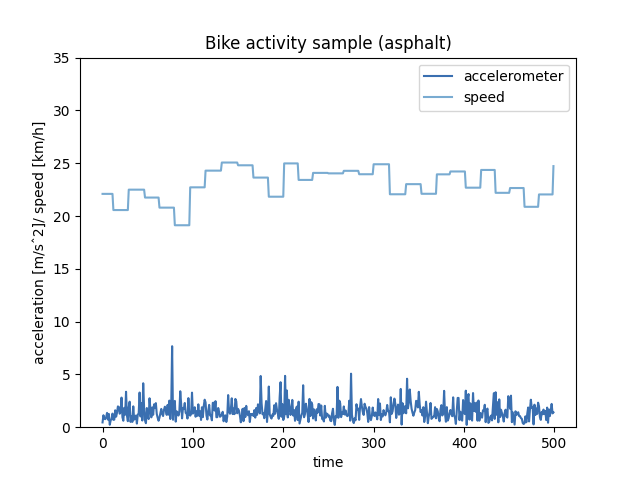 Bike activity sample (asphalt)
35
30
25
20
15
10
5
0
acceleration [m/sˆ2]/ speed [km/h]
accelerometer
speed
0
100
200
300
400
500
time